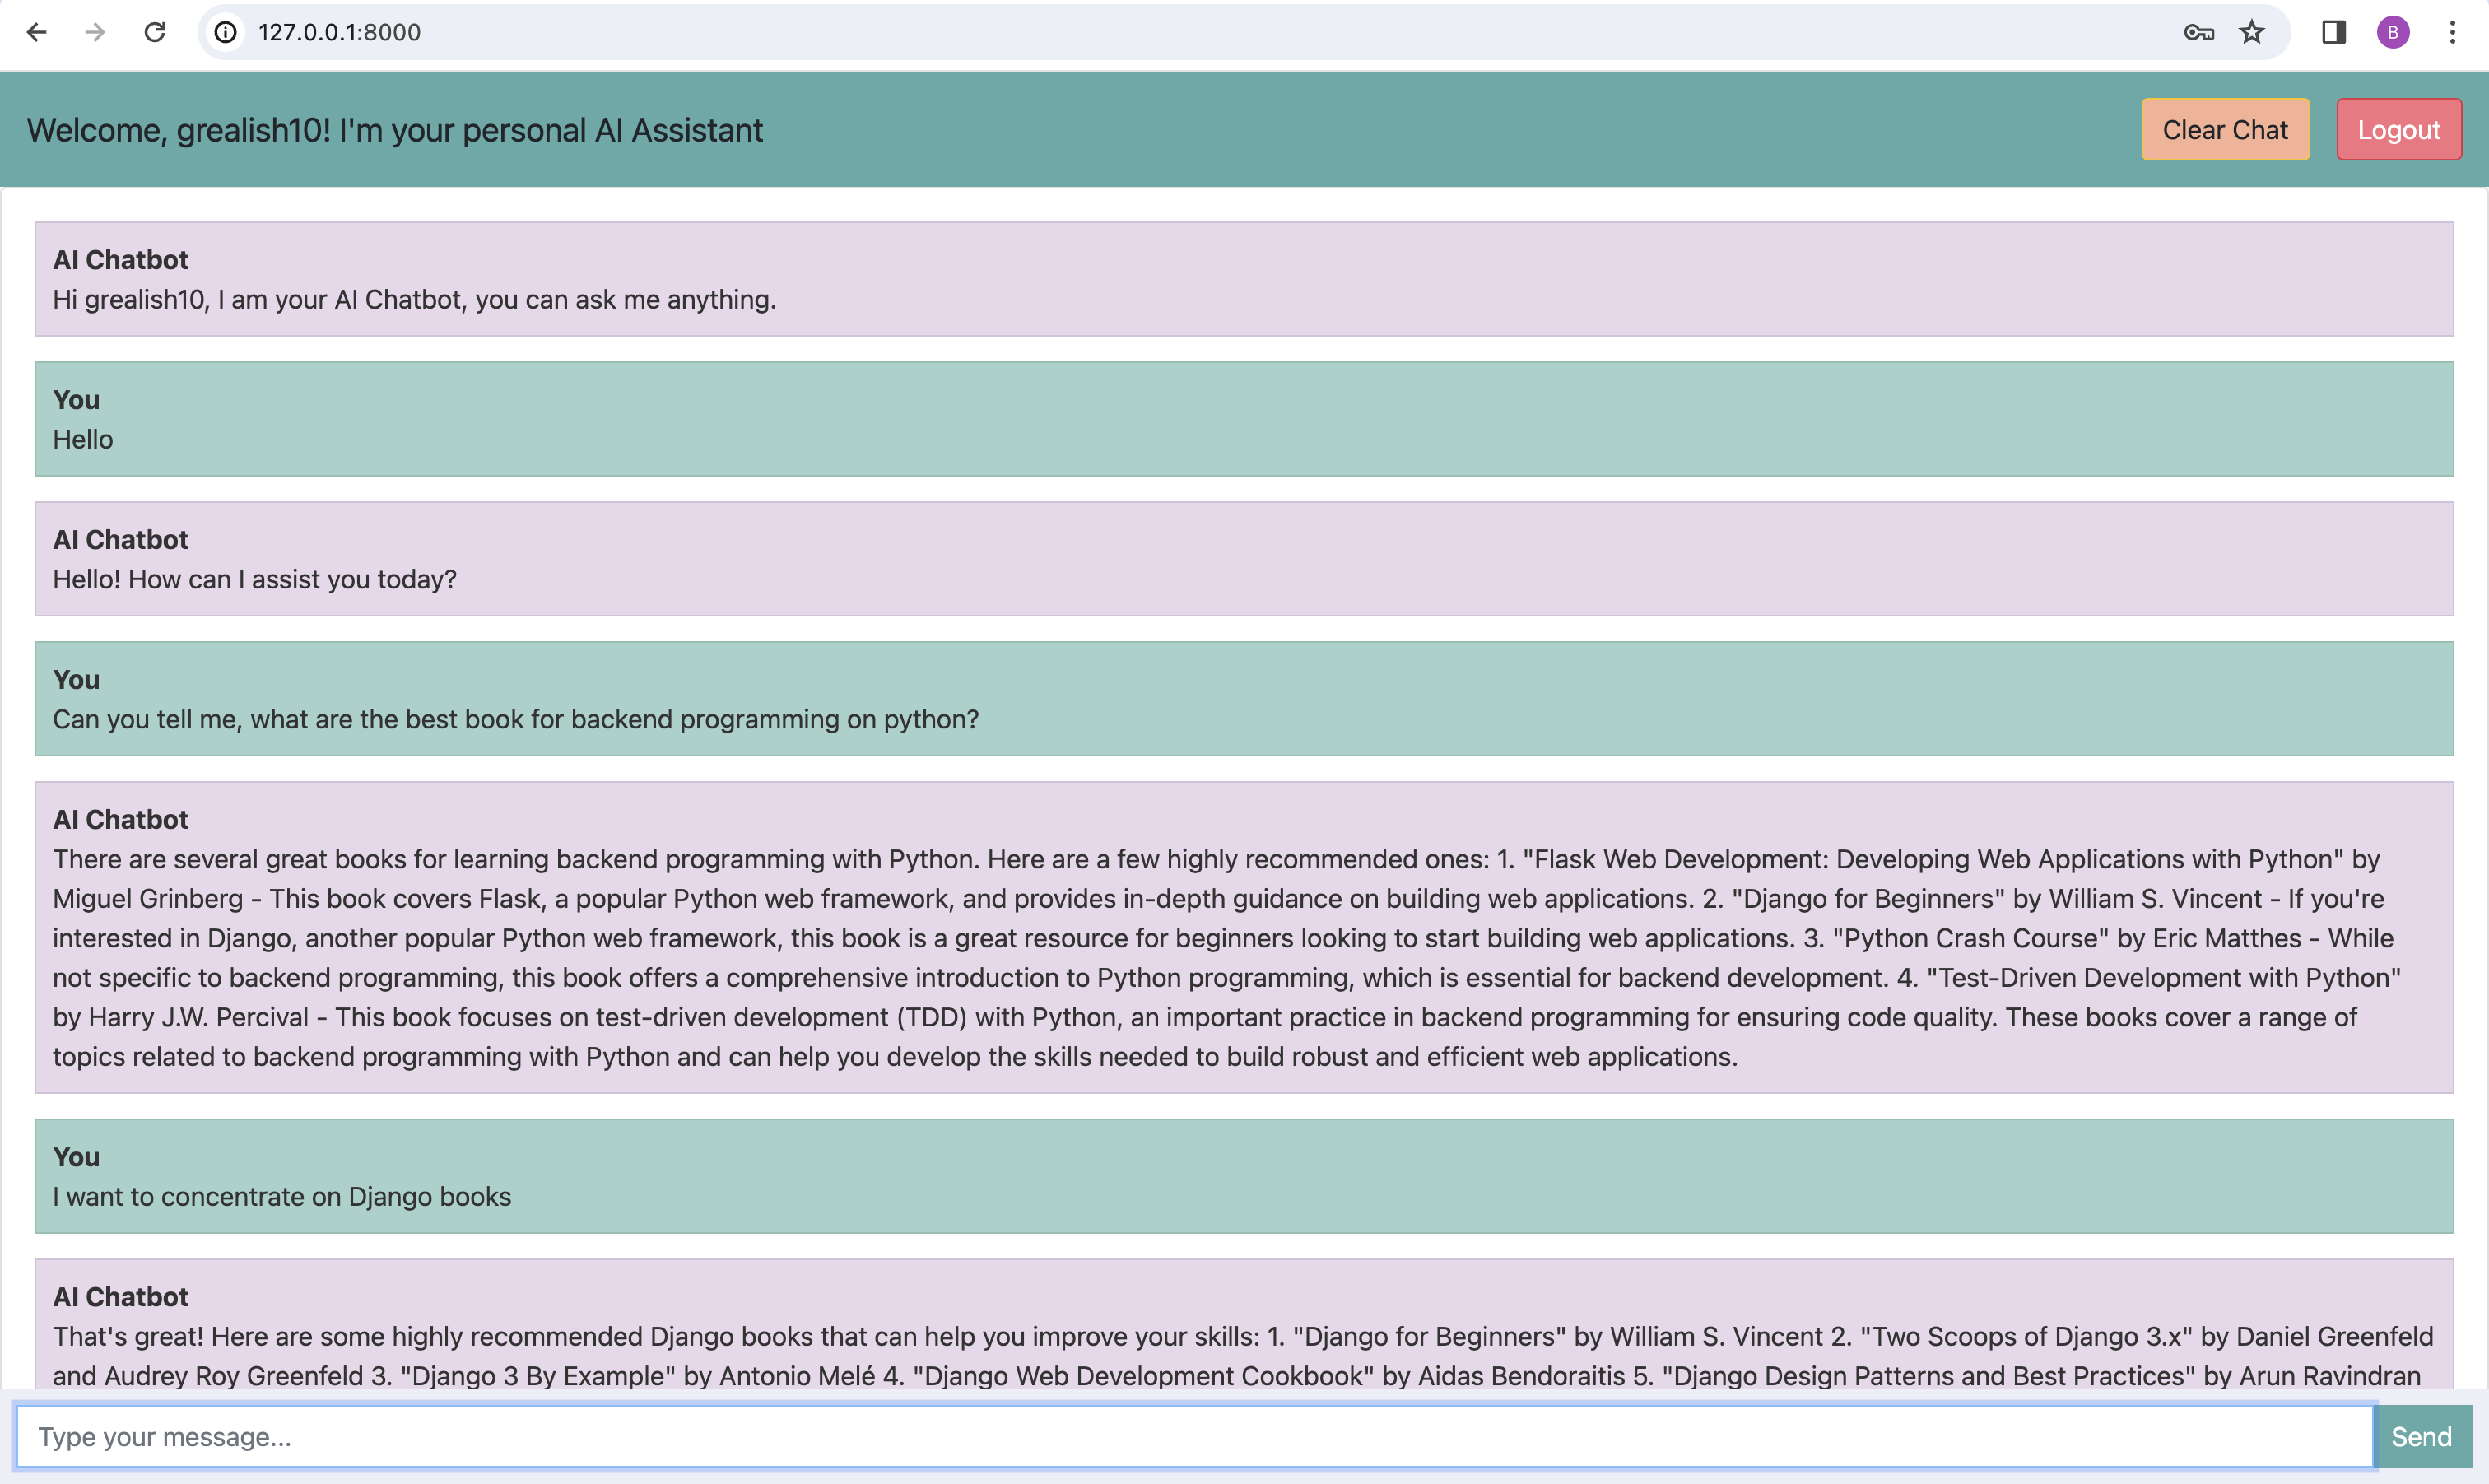 127.0.0.1:8000
B
Welcome, grealish10! I'm your personal AI Assistant
Clear Chat
Logout
AI Chatbot
Hi grealish10, I am your AI Chatbot, you can ask me anything.
You
Hello
AI Chatbot
Hello! How can I assist you today?
You
Can you tell me, what are the best book for backend programming on python?
AI Chatbot
There are several great books for learning backend programming with Python. Here are a few highly recommended ones: 1. "Flask Web Development: Developing Web Applications with Python" by
Miguel Grinberg - This book covers Flask, a popular Python web framework, and provides in-depth guidance on building web applications. 2. "Django for Beginners" by William S. Vincent - If you're
interested in Django, another popular Python web framework, this book is a great resource for beginners looking to start building web applications. 3. "Python Crash Course" by Eric Matthes - While
not specific to backend programming, this book offers a comprehensive introduction to Python programming, which is essential for backend development. 4. "Test-Driven Development with Python"
by Harry J.W. Percival - This book focuses on test-driven development (TDD) with Python, an important practice in backend programming for ensuring code quality. These books cover a range of
topics related to backend programming with Python and can help you develop the skills needed to build robust and efficient web applications.
You
I want to concentrate on Django books
AI Chatbot
That's great! Here are some highly recommended Django books that can help you improve your skills: 1. "Django for Beginners" by William S. Vincent 2. "Two Scoops of Django 3.x" by Daniel Greenfeld
and Audrey Roy Greenfeld 3. "Django 3 By Example" by Antonio Melé 4. "Django Web Development Cookbook" by Aidas Bendoraitis 5. "Django Design Patterns and Best Practices" by Arun Ravindran
Type your message...
Send